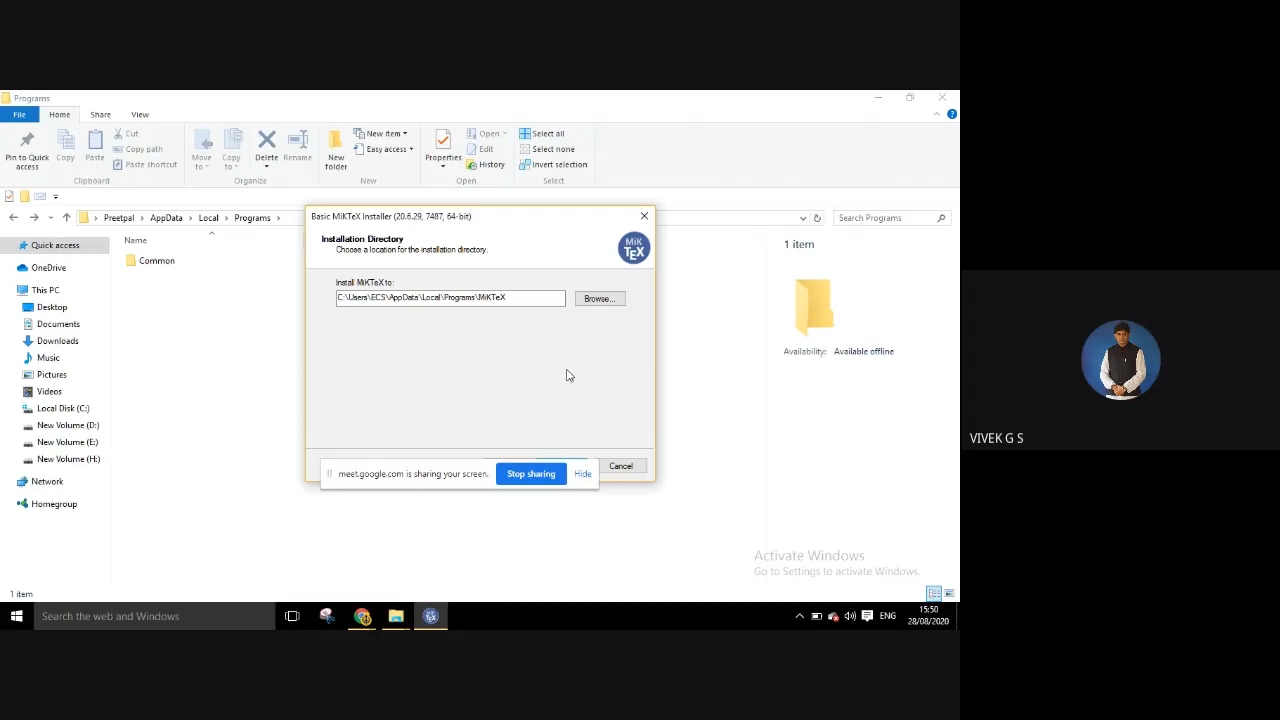 Programs
File Home Share View
Pin to Quick access
Copy
Paste
Cut
Copy path
Paste shortcut
Clipboard
Move to
Copy to
Delete
Rename
Organize
New folder
New item
Easy access
New
Properties
Open
Edit
History
Open
Select all
Select none
Invert selection
Select
Preetpal > AppData > Local > Programs >
Search Programs
Quick access
OneDrive
This PC
Desktop
Documents
Downloads
Music
Pictures
Videos
Local Disk (C:)
New Volume (D:)
New Volume (E:)
New Volume (H:)
Network
Homegroup
Name
Common
Basic MiKTeX Installer (20.6.29, 7487, 64-bit)
Installation Directory
Choose a location for the installation directory.
MiK
TEX
Install MiKTeX to:
C:\Users\ECS\AppData\Local\Programs\MiKTeX
Browse...
Cancel
meet.google.com is sharing your screen.
Stop sharing
Hide
1 item
Availability: Available offline
VIVEK G S
Activate Windows
Go to Settings to activate Windows.
1 item
Search the web and Windows
ENG
15:50
28/08/2020